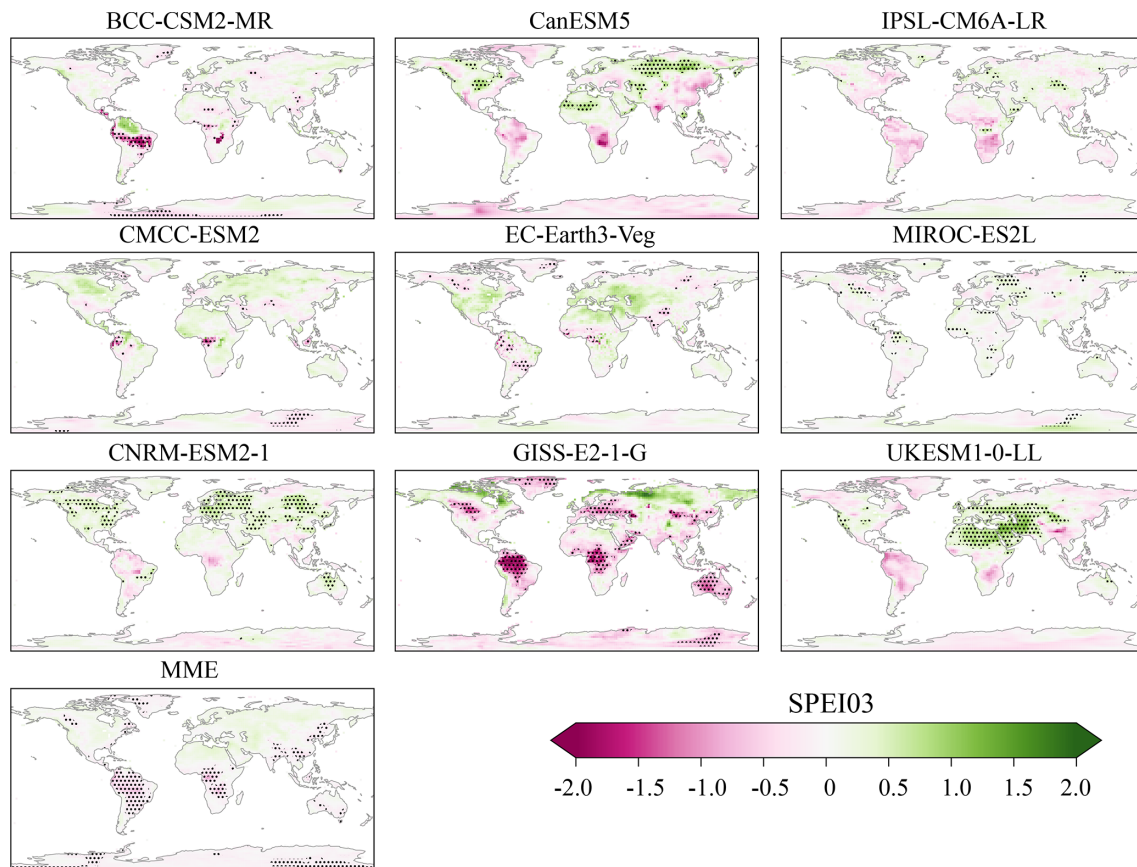 BCC-CSM2-MR
CanESM5
IPSL-CM6A-LR
CMCC-ESM2
EC-Earth3-Veg
MIROC-ES2L
CNRM-ESM2-1
GISS-E2-1-G
UKESM1-0-LL
MME
SPEI03
-2.0 -1.5 -1.0 -0.5 0 0.5 1.0 1.5 2.0